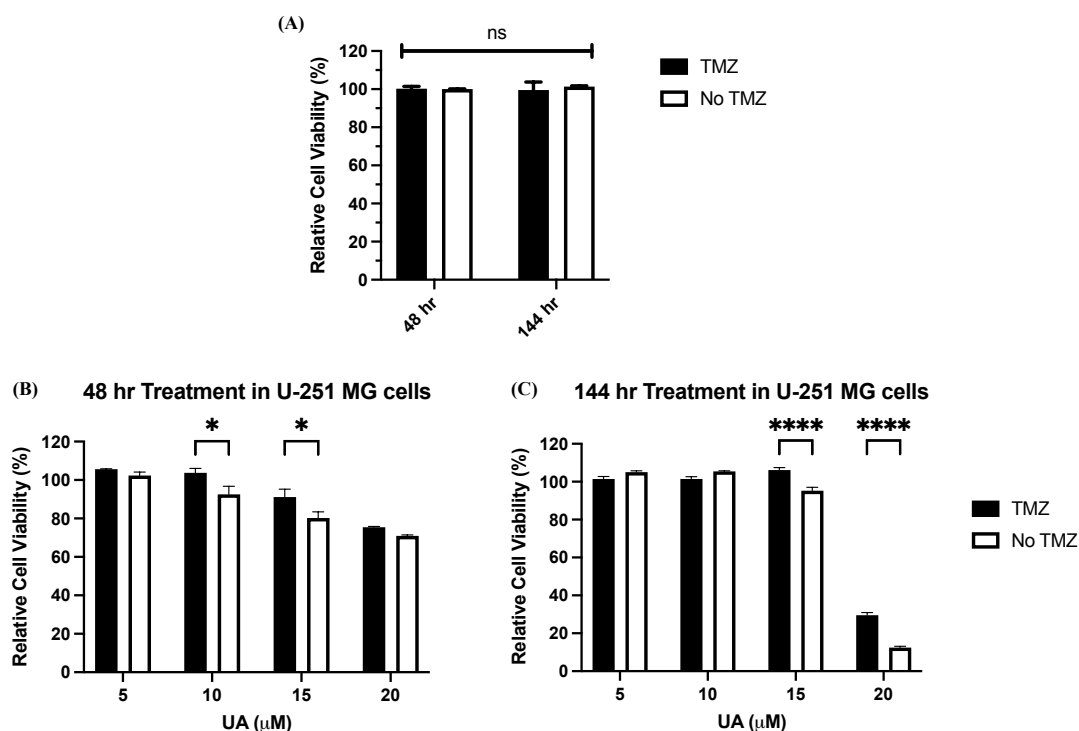 (A)
ns
Relative Cell Viability (%)
120
100
80
60
40
20
0
48 hr
144 hr
TMZ
No TMZ
(B) 48 hr Treatment in U-251 MG cells
* *
Relative Cell Viability (%)
120
100
80
60
40
20
0
5 10 15 20
UA (μM)
(C) 144 hr Treatment in U-251 MG cells
**** ****
Relative Cell Viability (%)
120
100
80
60
40
20
0
5 10 15 20
UA (μM)
TMZ
No TMZ